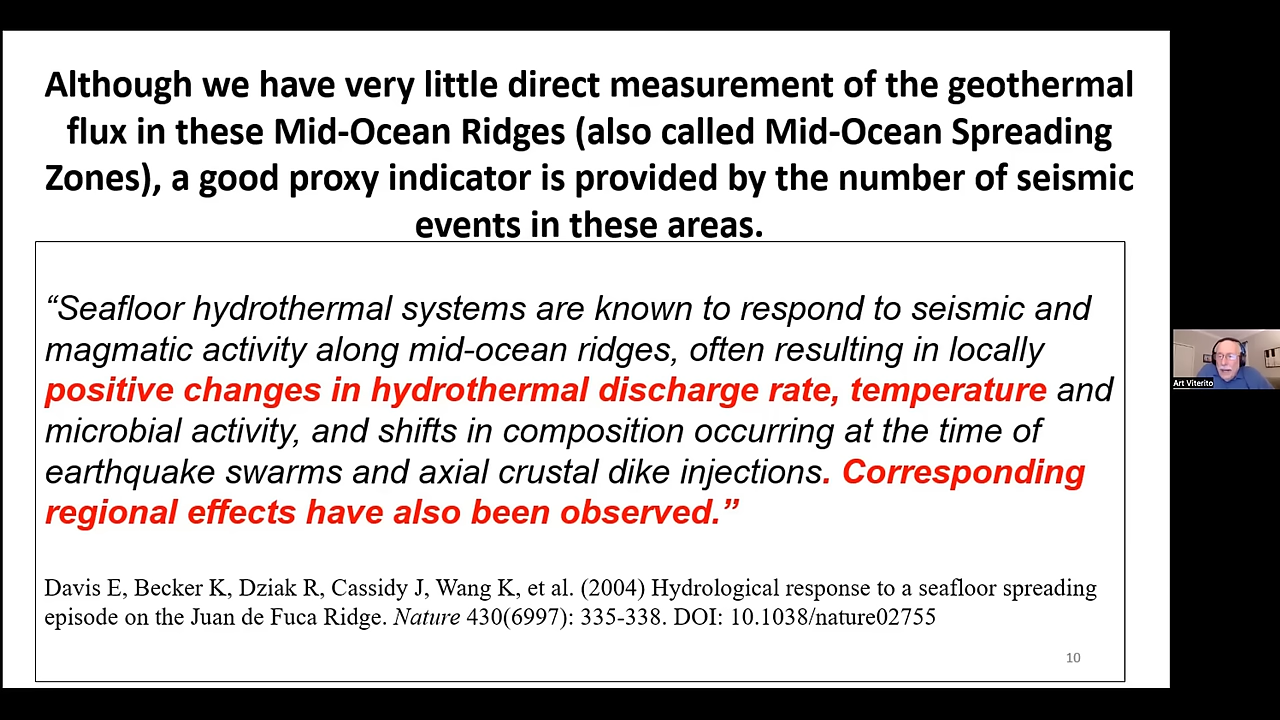 Although we have very little direct measurement of the geothermal
flux in these Mid-Ocean Ridges (also called Mid-Ocean Spreading
Zones), a good proxy indicator is provided by the number of seismic
events in these areas.
“Seafloor hydrothermal systems are known to respond to seismic and
magmatic activity along mid-ocean ridges, often resulting in locally
positive changes in hydrothermal discharge rate, temperature and
microbial activity, and shifts in composition occurring at the time of
earthquake swarms and axial crustal dike injections. Corresponding
regional effects have also been observed.”
Davis E, Becker K, Dziak R, Cassidy J, Wang K, et al. (2004) Hydrological response to a seafloor spreading
episode on the Juan de Fuca Ridge. Nature 430(6997): 335-338. DOI: 10.1038/nature02755
10
Art Viterito